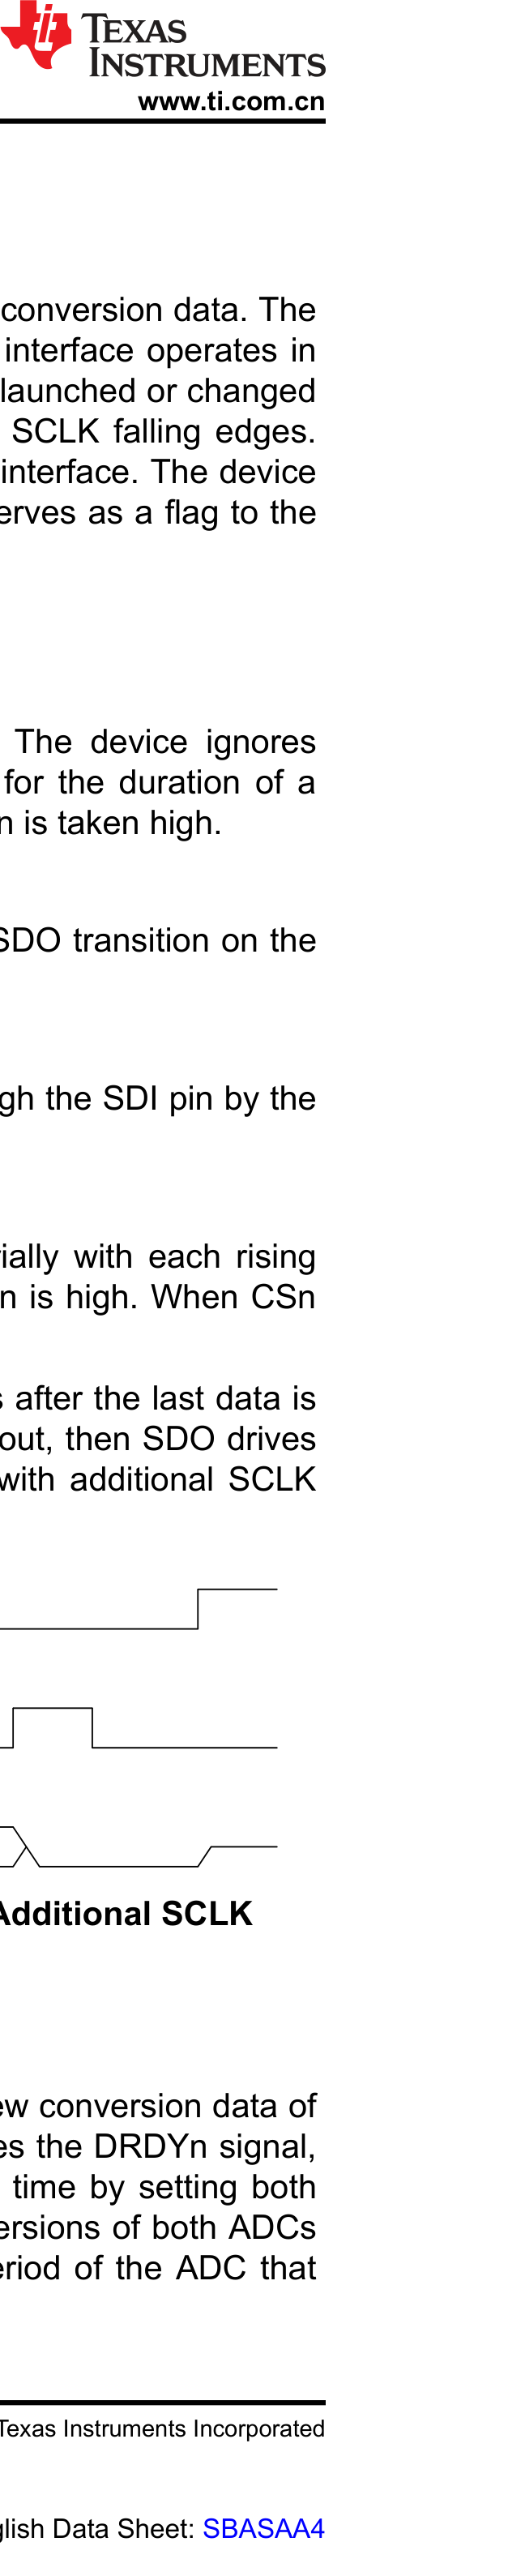 TEXAS
INSTRUMENTS
www.ti.com.cn
conversion data. The
interface operates in
launched or changed
SCLK falling edges.
interface. The device
erves as a flag to the
The device ignores
for the duration of a
n is taken high.
SDO transition on the
gh the SDI pin by the
ially with each rising
n is high. When CSn
s after the last data is
out, then SDO drives
with additional SCLK
Additional SCLK
ew conversion data of
es the DRDYn signal,
time by setting both
ersions of both ADCs
eriod of the ADC that
Texas Instruments Incorporated
glish Data Sheet: SBASAA4